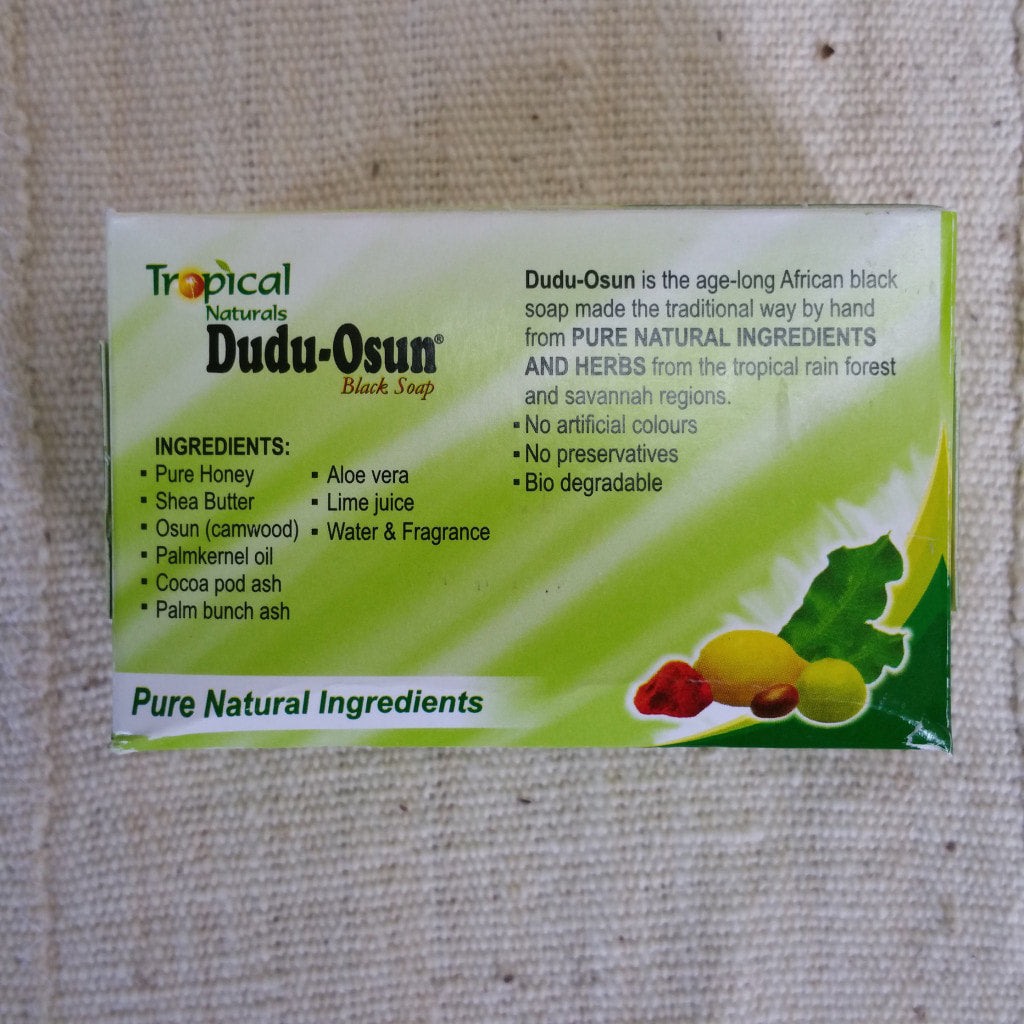 Tropical
Naturals
Dudu-Osun®
Black Soap
INGREDIENTS:
▪ Pure Honey
▪ Shea Butter
▪ Osun (camwood)
▪ Palmkernel oil
▪ Cocoa pod ash
▪ Palm bunch ash
▪ Aloe vera
▪ Lime juice
▪ Water & Fragrance
Pure Natural Ingredients
Dudu-Osun is the age-long African black
soap made the traditional way by hand
from PURE NATURAL INGREDIENTS
AND HERBS from the tropical rain forest
and savannah regions.
▪ No artificial colours
▪ No preservatives
▪ Bio degradable